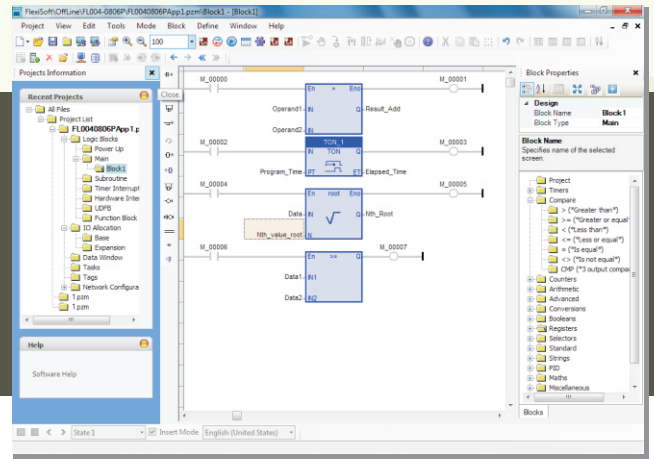 FlexiSoft\OffLine\FL004-0806P\FL0040806PApp1.pzm\Block1 - [Block1]
Project View Edit Tools Mode Block Define Window Help
100
Projects Information
Recent Projects
All Files
Project List
FL0040806PApp1.p
Logic Blocks
Power Up
Main
Block1
Subroutine
Timer Interrupt
Hardware Inter
UDFB
Function Block
IO Allocation
Base
Expansion
Data Window
Tasks
Tags
Network Configura
1.pzm
1.pzm
Help
Software Help
Close
M_00000
M_00001
En + Eno
Operand1 IN Q Result_Add
Operand2 IN
M_00002
TON_1
M_00003
IN TON Q
Program_Time PT ET Elapsed_Time
M_00004
M_00005
En root Eno
Data IN Q Nth_Root
√
Nth_value_root N
M_00006
M_00007
En >= Q
Data1 IN1
Data2 IN2
Block Properties
Design
Block Name Block1
Block Type Main
Block Name
Specifies name of the selected
screen.
Project
Timers
Compare
> ("Greater than")
>= ("Greater or equal"
< ("Less than")
<= ("Less or equal")
= ("Is equal")
<> ("Is not equal")
CMP ("3 output compar
Counters
Arithmetic
Advanced
Conversions
Booleans
Registers
Selectors
Standard
Strings
PID
Maths
Miscellaneous
Blocks
State 1
Insert Mode English (United States)